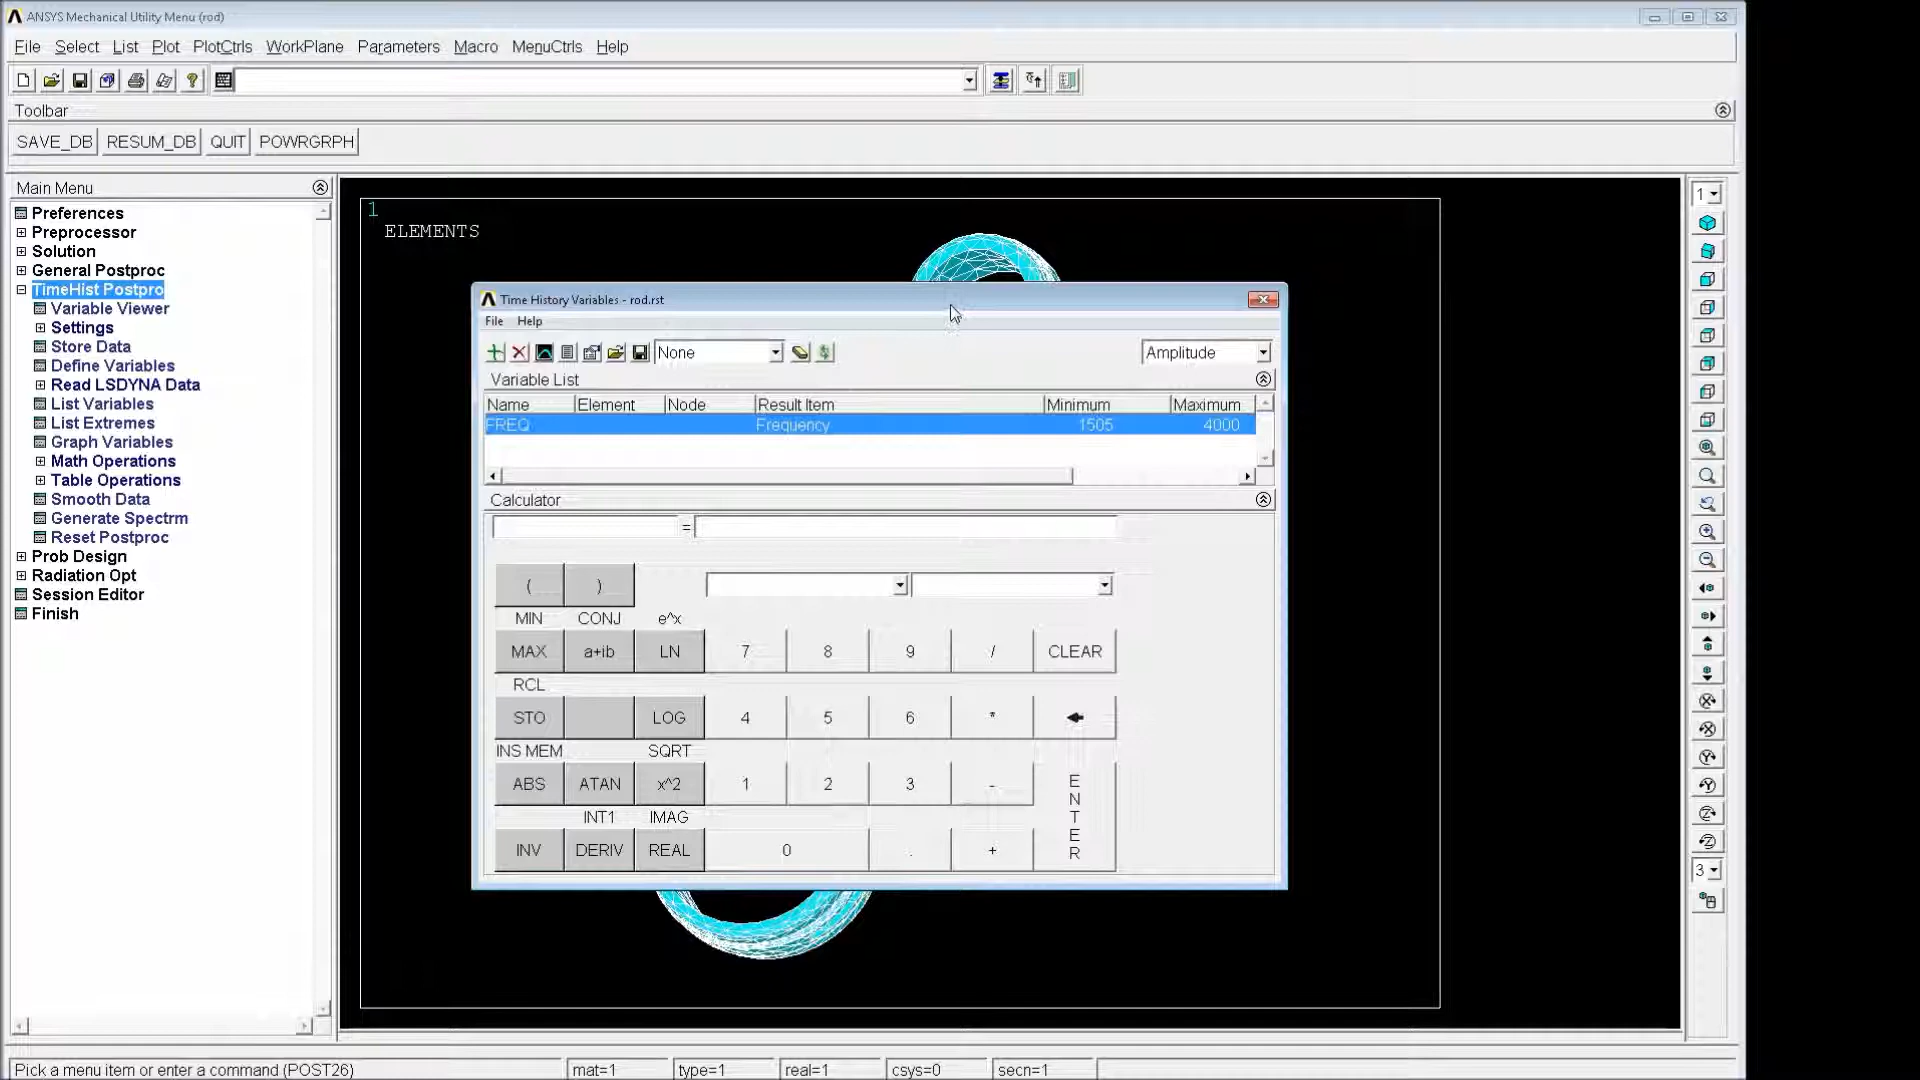 ANSYS Mechanical Utility Menu (rod)
File Select List Plot PlotCtrls WorkPlane Parameters Macro MenuCtrls Help
Toolbar
SAVE_DB RESUM_DB QUIT POWRGRPH
Main Menu
Preferences
Preprocessor
Solution
General Postproc
TimeHist Postpro
Variable Viewer
Settings
Store Data
Define Variables
Read LSDYNA Data
List Variables
List Extremes
Graph Variables
Math Operations
Table Operations
Smooth Data
Generate Spectrm
Reset Postproc
Prob Design
Radiation Opt
Session Editor
Finish
1
ELEMENTS
Time History Variables - rod.rst
File Help
None Amplitude
Variable List
Name Element Node Result Item Minimum Maximum
FREQ Frequency 1505 4000
Calculator
=
( )
MIN CONJ e^x
MAX a+ib LN 7 8 9 / CLEAR
RCL
STO LOG 4 5 6 *
INS MEM SQRT
ABS ATAN x^2 1 2 3 - ENTER
INT1 IMAG
INV DERIV REAL 0 . +
1
3
Pick a menu item or enter a command (POST26) mat=1 type=1 real=1 csys=0 secn=1